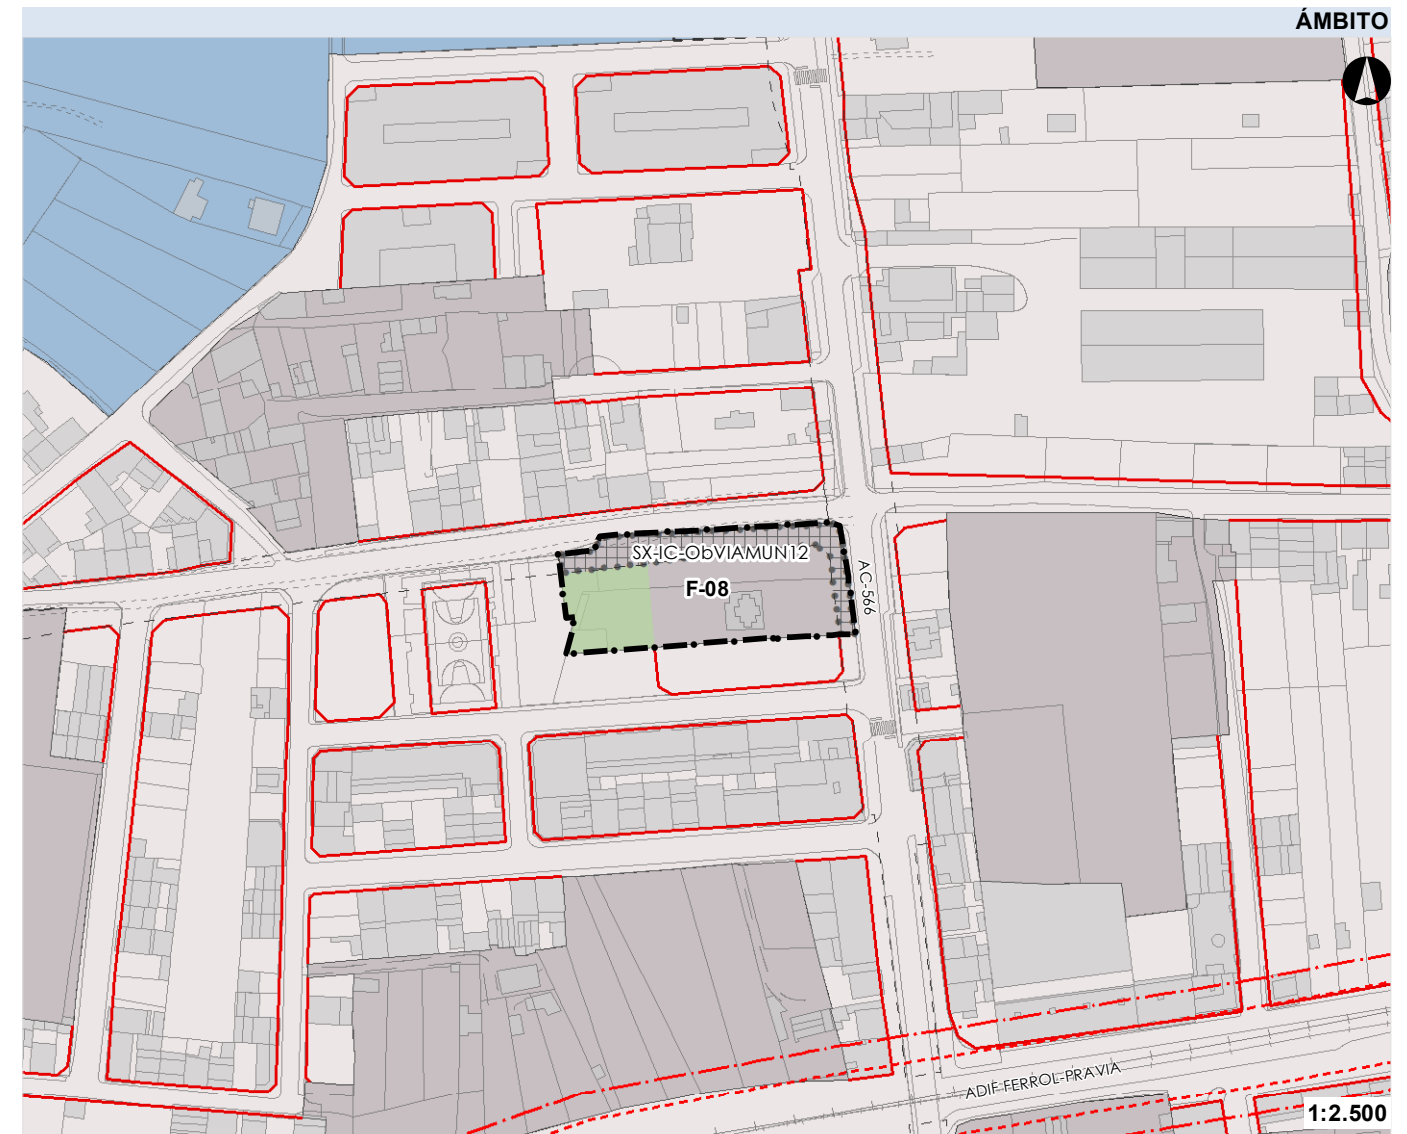 ÁMBITO
SX-IC-ObVIAMUN12
F-08
AC-566
ADIF FERROL-PRAVIA
1:2.500